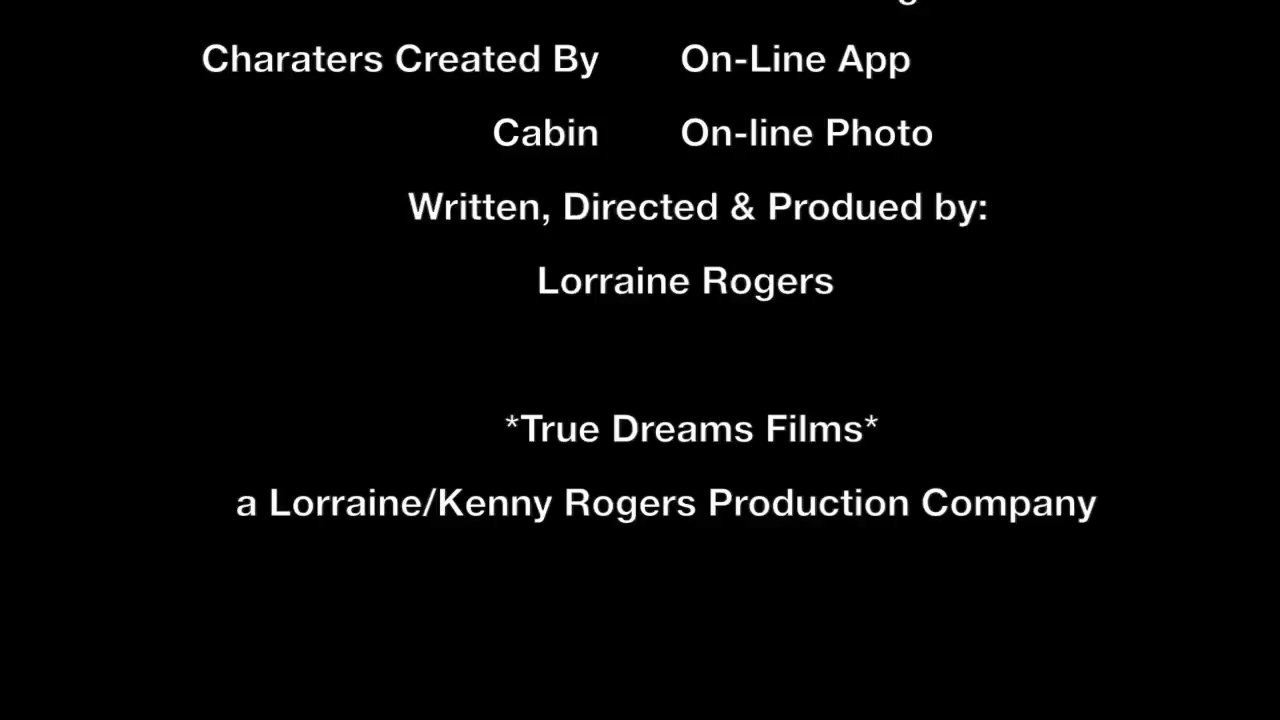 Charaters Created By On-Line App
Cabin On-line Photo
Written, Directed & Produed by:
Lorraine Rogers
*True Dreams Films*
a Lorraine/Kenny Rogers Production Company